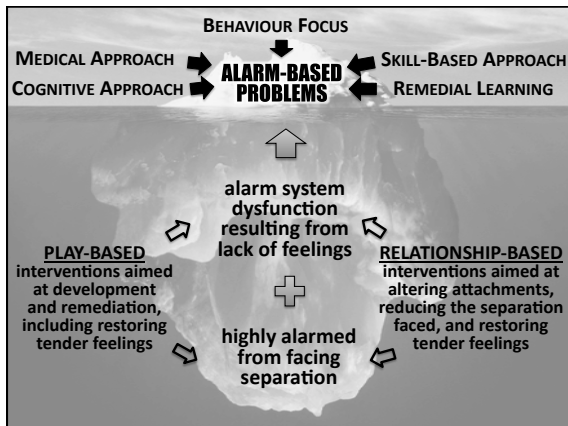 BEHAVIOUR FOCUS
MEDICAL APPROACH
SKILL-BASED APPROACH
ALARM-BASED
PROBLEMS
COGNITIVE APPROACH
REMEDIAL LEARNING
alarm system
dysfunction
resulting from
lack of feelings
PLAY-BASED
interventions aimed
at development
and remediation,
including restoring
tender feelings
RELATIONSHIP-BASED
interventions aimed at
altering attachments,
reducing the separation
faced, and restoring
tender feelings
highly alarmed
from facing
separation